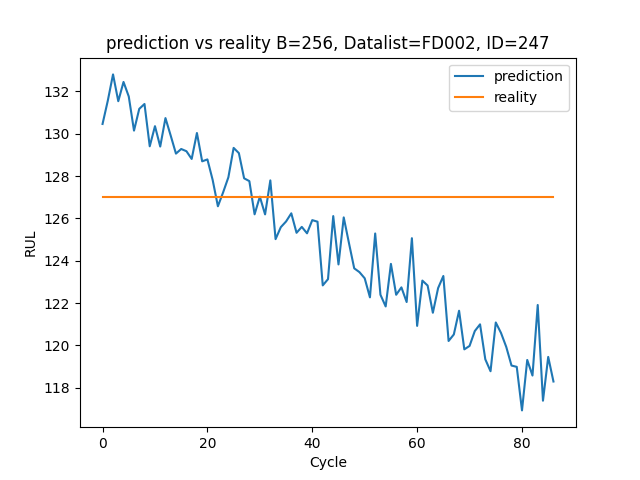 prediction vs reality B=256, Datalist=FD002, ID=247
prediction
reality
132
130
128
126
124
122
120
118
RUL
0 20 40 60 80
Cycle